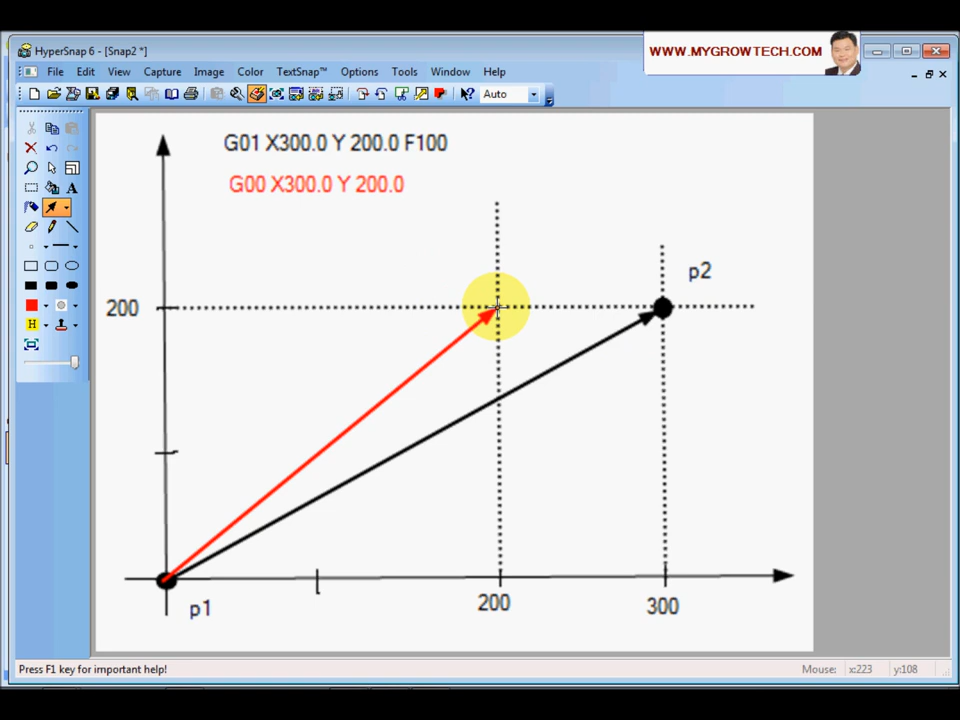 HyperSnap 6 - [Snap2 *]
WWW.MYGROWTECH.COM
File Edit View Capture Image Color TextSnap™ Options Tools Window Help
Auto
A
H
G01 X300.0 Y 200.0 F100
G00 X300.0 Y 200.0
p2
200
p1
200
300
Press F1 key for important help!
Mouse: x:223 y:108